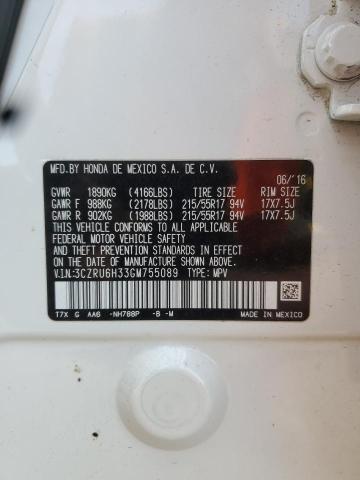 MFD.BY HONDA DE MEXICO S.A. DE C.V.
06/'16
GVWR 1890KG (4166LBS) TIRE SIZE RIM SIZE
GAWR F 988KG (2178LBS) 215/55R17 94V 17X7.5J
GAWR R 902KG (1988LBS) 215/55R17 94V 17X7.5J
THIS VEHICLE CONFORMS TO ALL APPLICABLE
FEDERAL MOTOR VEHICLE SAFETY, BUMPER,
AND THEFT PREVENTION STANDARDS IN EFFECT
ON THE DATE OF MANUFACTURE SHOWN ABOVE.
V.I.N:3CZRU6H33GM755089 TYPE: MPV
T7X G AA6 -NH788P -B -M
MADE IN MEXICO